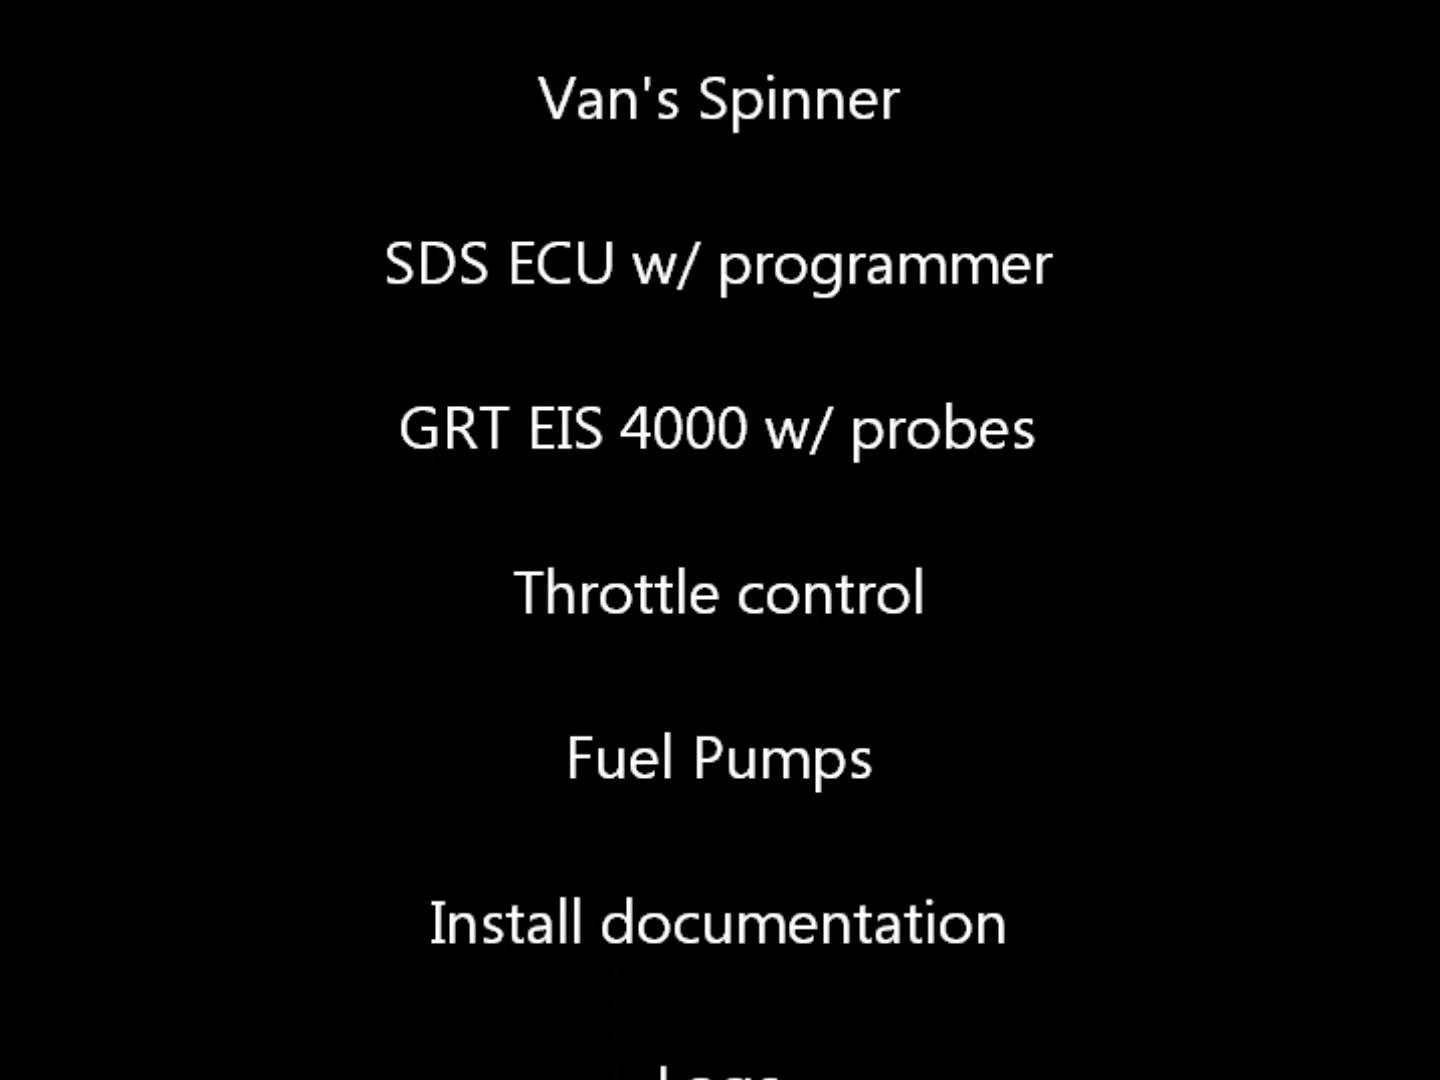 Van's Spinner
SDS ECU w/ programmer
GRT EIS 4000 w/ probes
Throttle control
Fuel Pumps
Install documentation